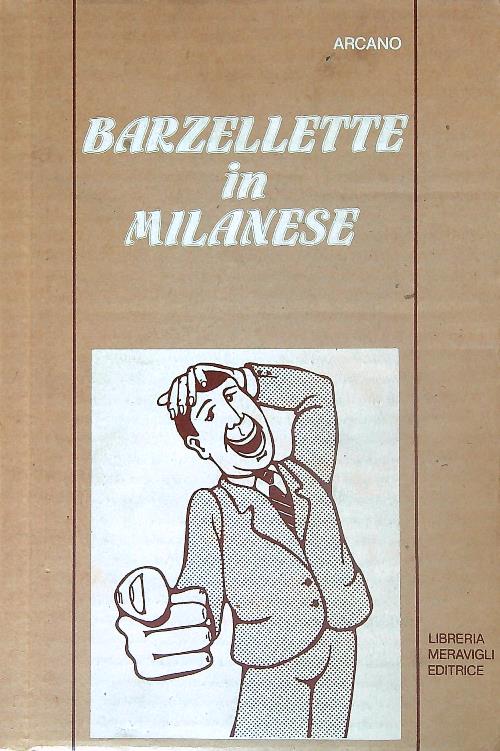 ARCANO
BARZELLETTE
in
MILANESE
LIBRERIA
MERAVIGLI
EDITRICE